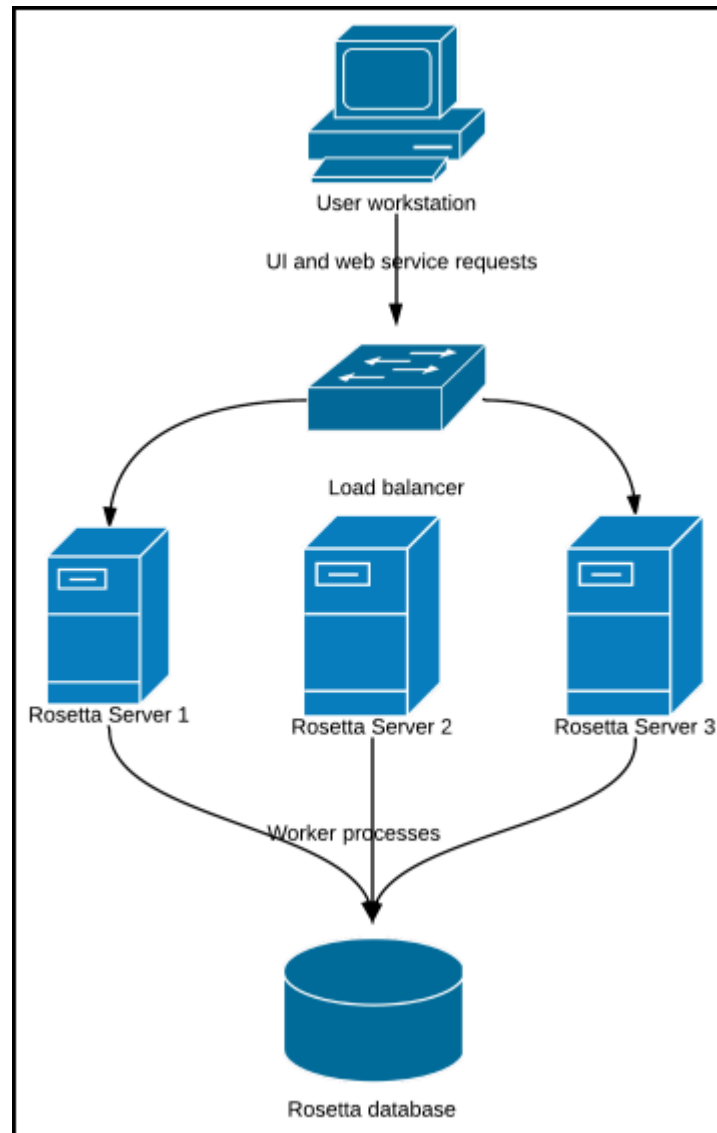 User workstation
UI and web service requests
Load balancer
Rosetta Server 1
Rosetta Server 2
Rosetta Server 3
Worker processes
Rosetta database